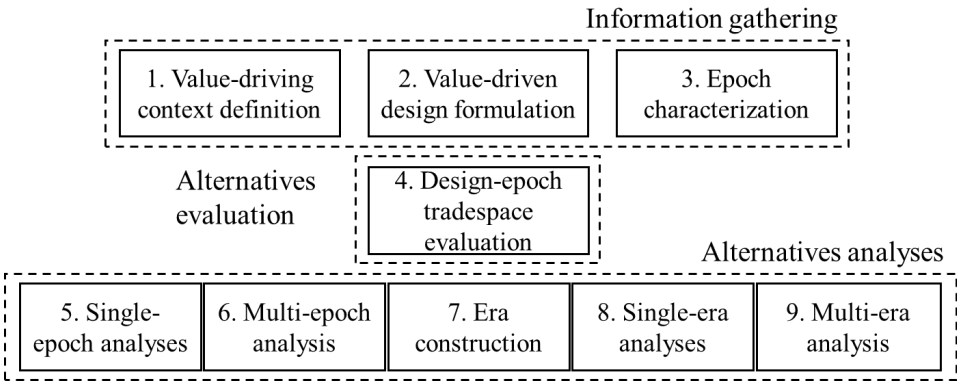 Information gathering
1. Value-driving
context definition
2. Value-driven
design formulation
3. Epoch
characterization
Alternatives
evaluation
4. Design-epoch
tradespace
evaluation
Alternatives analyses
5. Single-
epoch analyses
6. Multi-epoch
analysis
7. Era
construction
8. Single-era
analyses
9. Multi-era
analysis